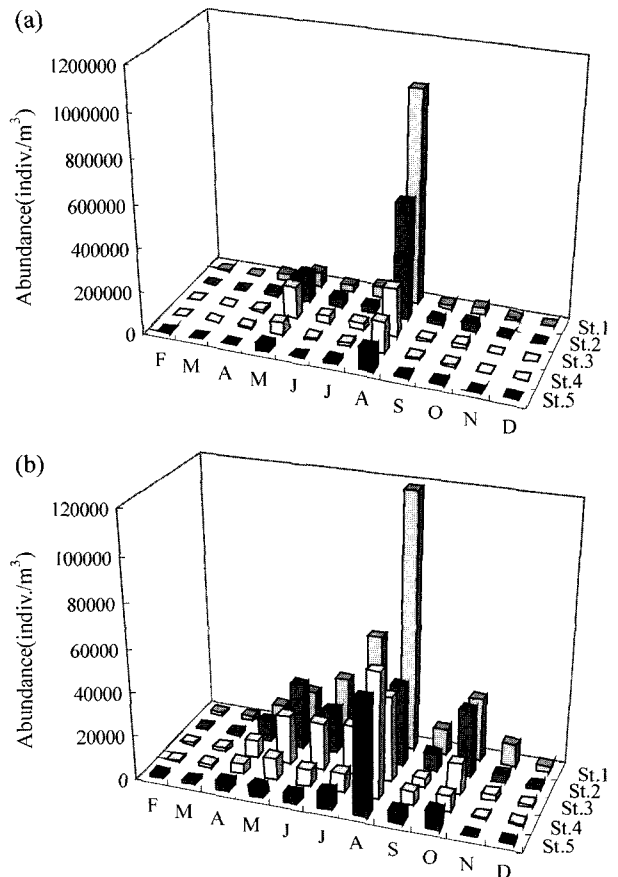 (a)
Abundance(indiv./m³)
1200000
1000000
800000
600000
400000
200000
0
F M A M J J A S O N D
St.1
St.2
St.3
St.4
St.5
(b)
Abundance(indiv./m³)
120000
100000
80000
60000
40000
20000
0
F M A M J J A S O N D
St.1
St.2
St.3
St.4
St.5